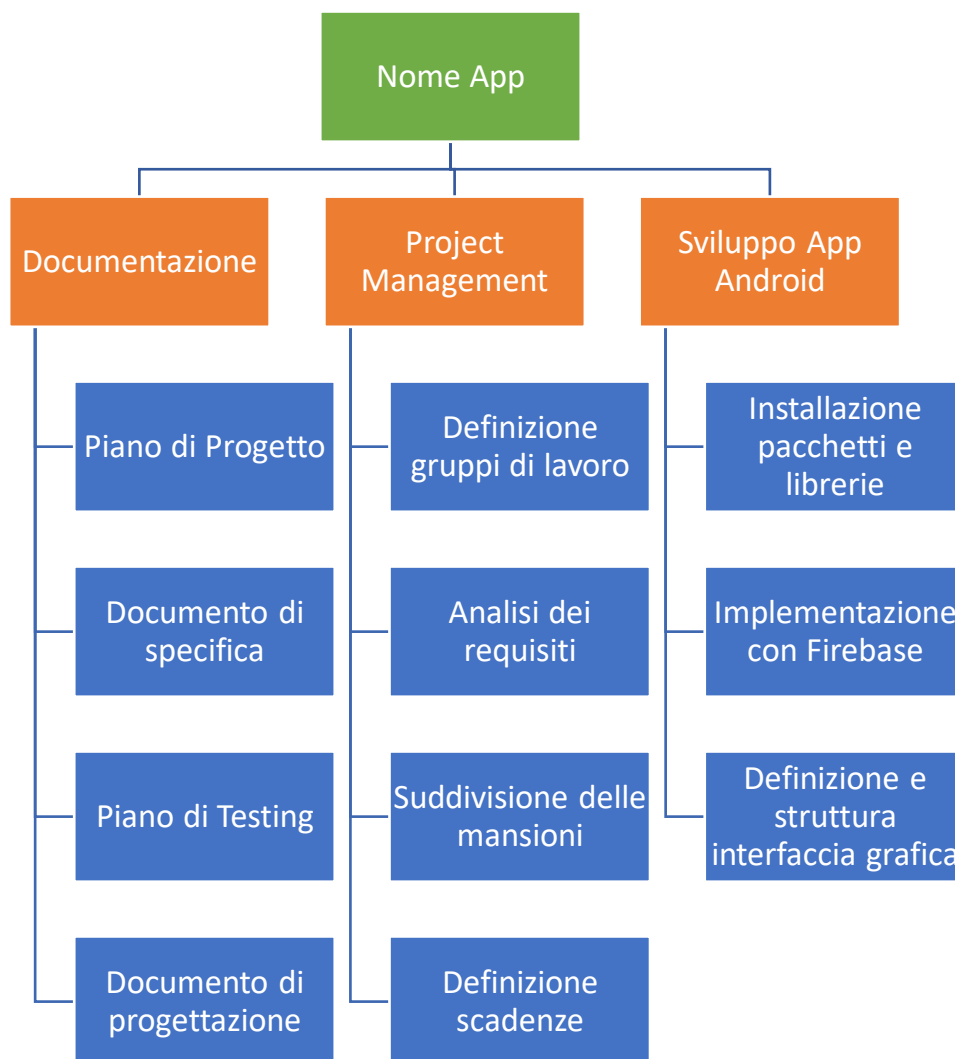 Nome App
Documentazione
Project
Management
Sviluppo App
Android
Piano di Progetto
Definizione
gruppi di lavoro
Installazione
pacchetti e
librerie
Documento di
specifica
Analisi dei
requisiti
Implementazione
con Firebase
Piano di Testing
Suddivisione delle
mansioni
Definizione e
struttura
interfaccia grafica
Documento di
progettazione
Definizione
scadenze